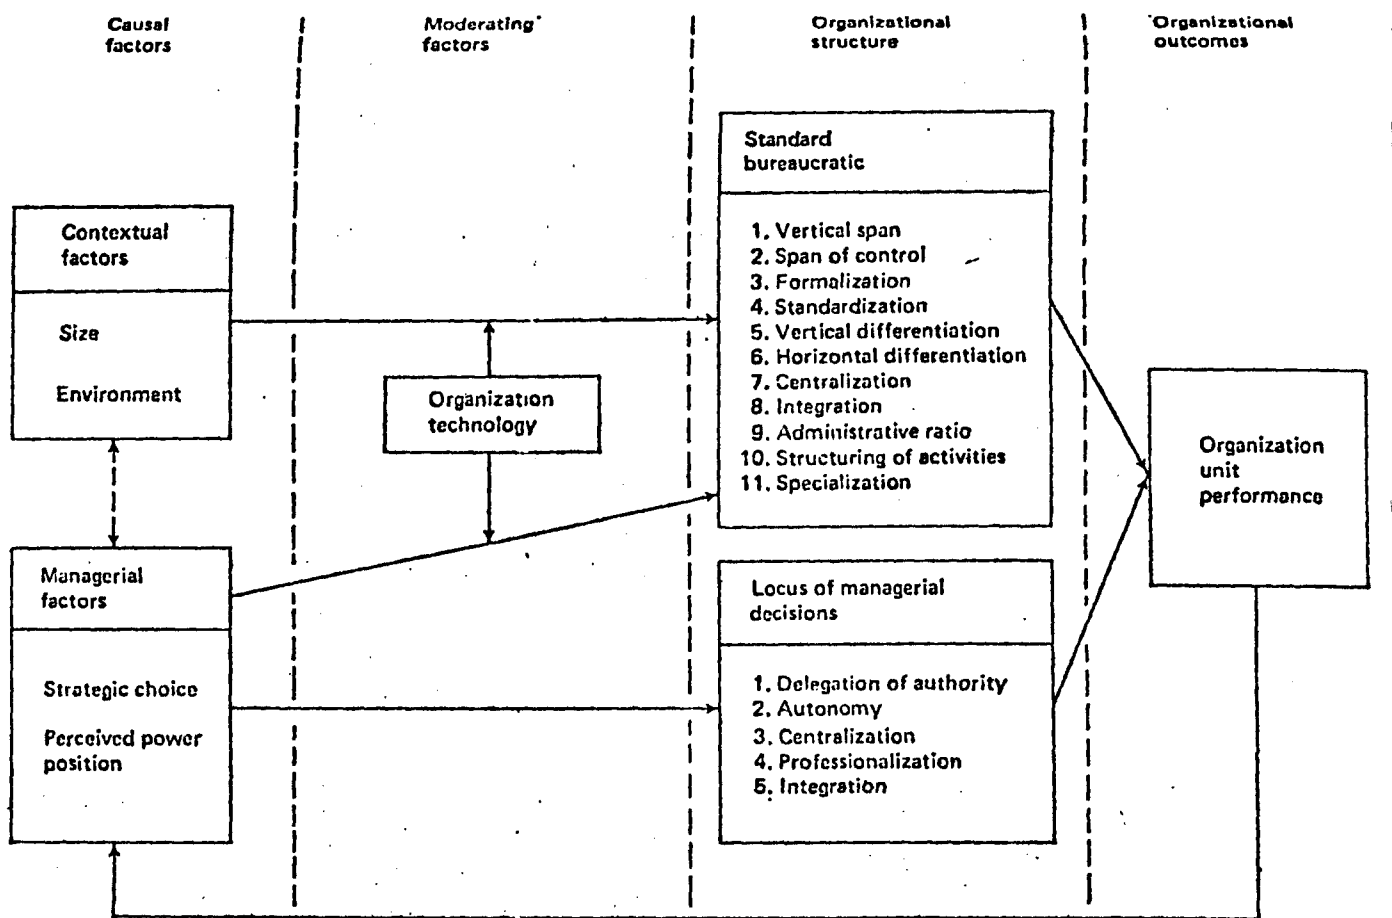 Causal
factors
Moderating
factors
Organizational
structure
Organizational
outcomes
Contextual
factors
Size
Environment
Managerial
factors
Strategic choice
Perceived power
position
Organization
technology
Standard
bureaucratic
1. Vertical span
2. Span of control
3. Formalization
4. Standardization
5. Vertical differentiation
6. Horizontal differentiation
7. Centralization
8. Integration
9. Administrative ratio
10. Structuring of activities
11. Specialization
Locus of managerial
decisions
1. Delegation of authority
2. Autonomy
3. Centralization
4. Professionalization
5. Integration
Organization
unit
performance